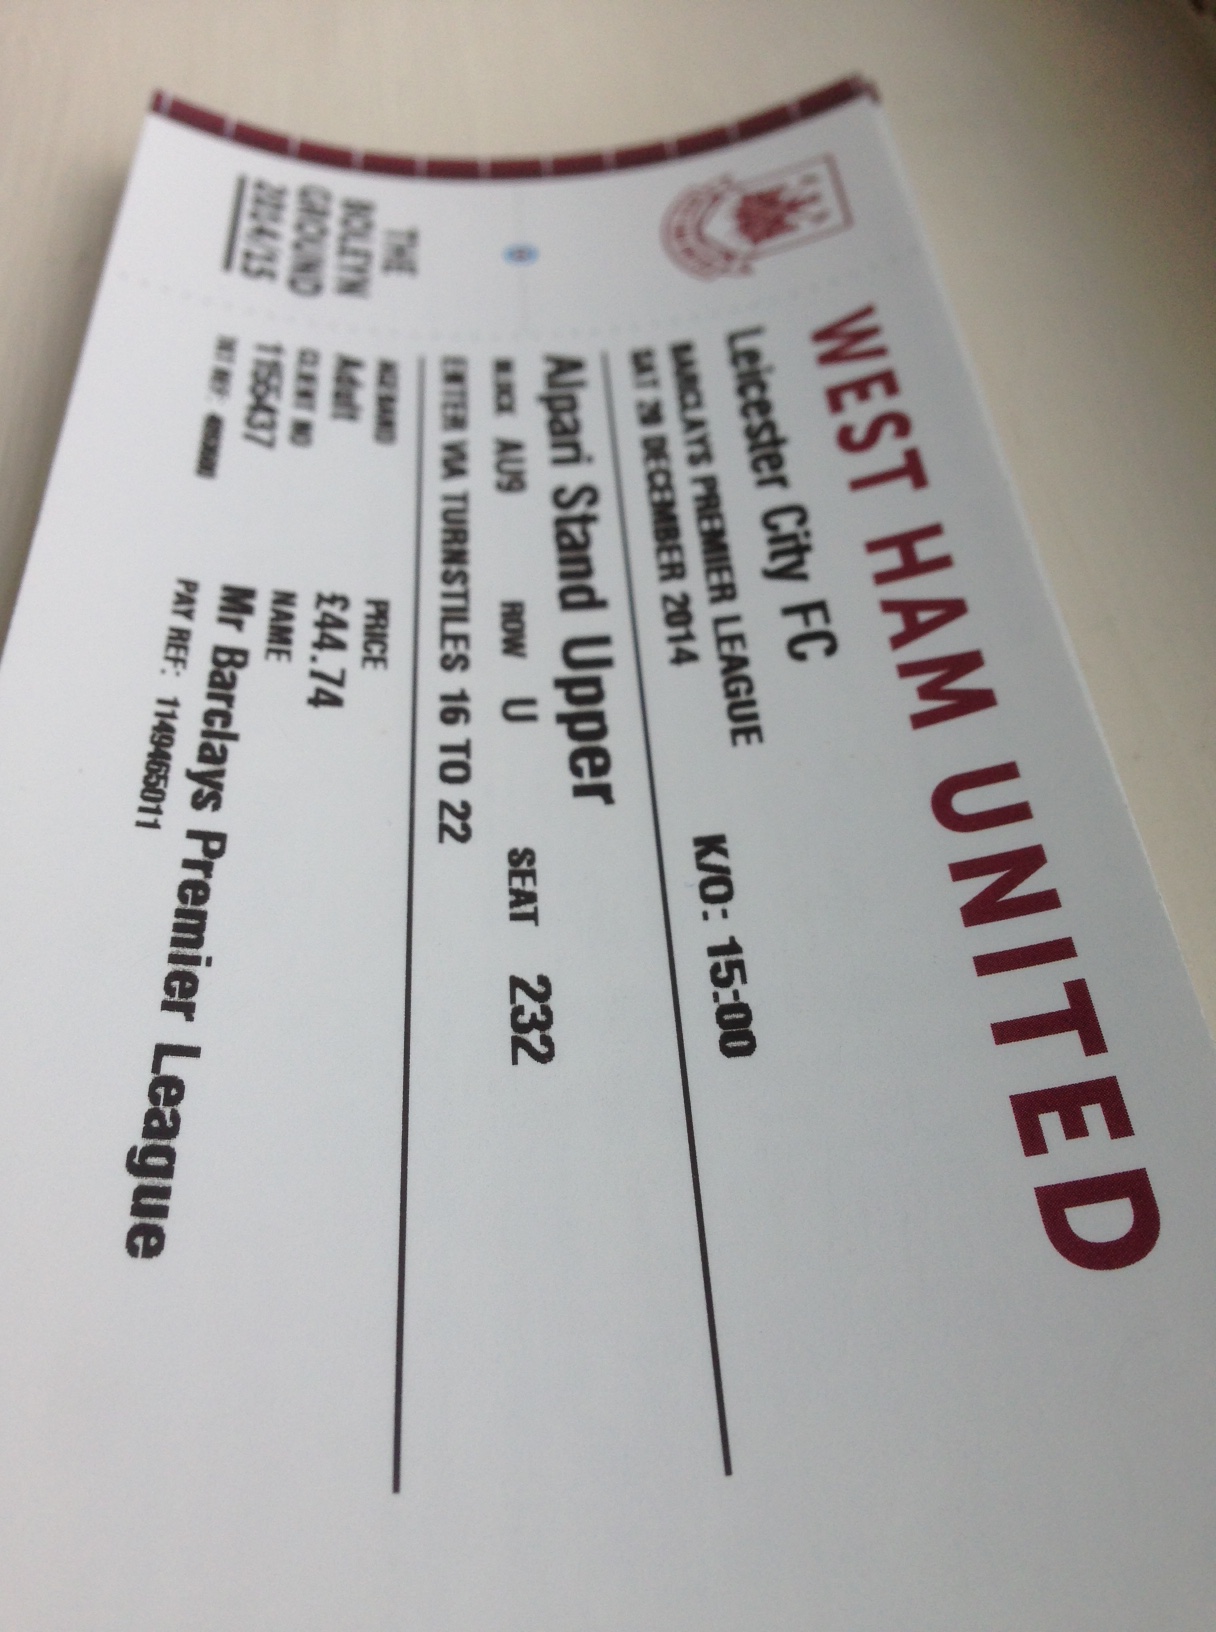 WEST HAM UNITED
Leicester City FC
BARCLAYS PREMIER LEAGUE
SAT 20 DECEMBER 2014 K/O: 15:00
Alpari Stand Upper
BLOCK AU9 ROW U SEAT 232
ENTER VIA TURNSTILES 16 TO 22
THE
BOLEYN
GROUND
2014/15
AGEBAND
Adult
CLIENT NO
1155437
PRICE
£44.74
NAME
Mr Barclays Premier League
PAY REF: 1149465011